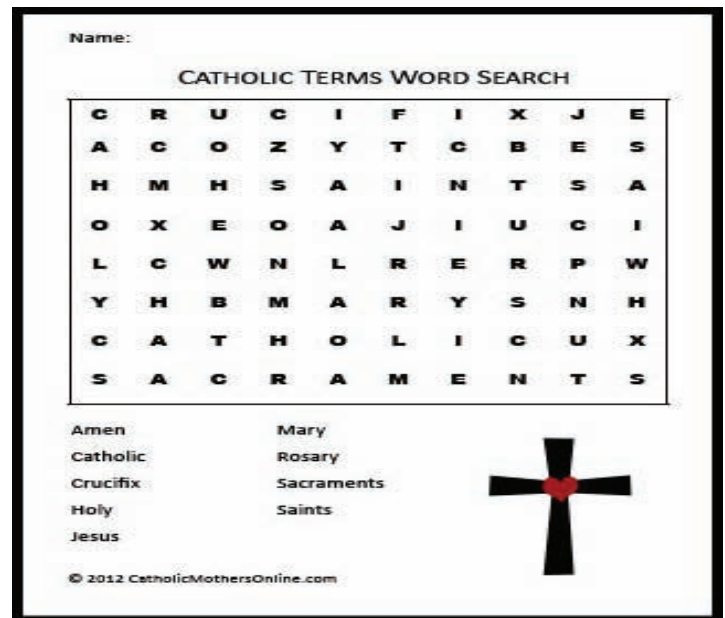 Name:
CATHOLIC TERMS WORD SEARCH
C R U C I F I X J E
A C O Z Y T C B E S
H M H S A I N T S A
O X E O A J I U C I
L C W N L R E R P W
Y H B M A R Y S N H
C A T H O L I C U X
S A C R A M E N T S
Amen Mary
Catholic Rosary
Crucifix Sacraments
Holy Saints
Jesus
© 2012 CatholicMothersOnline.com